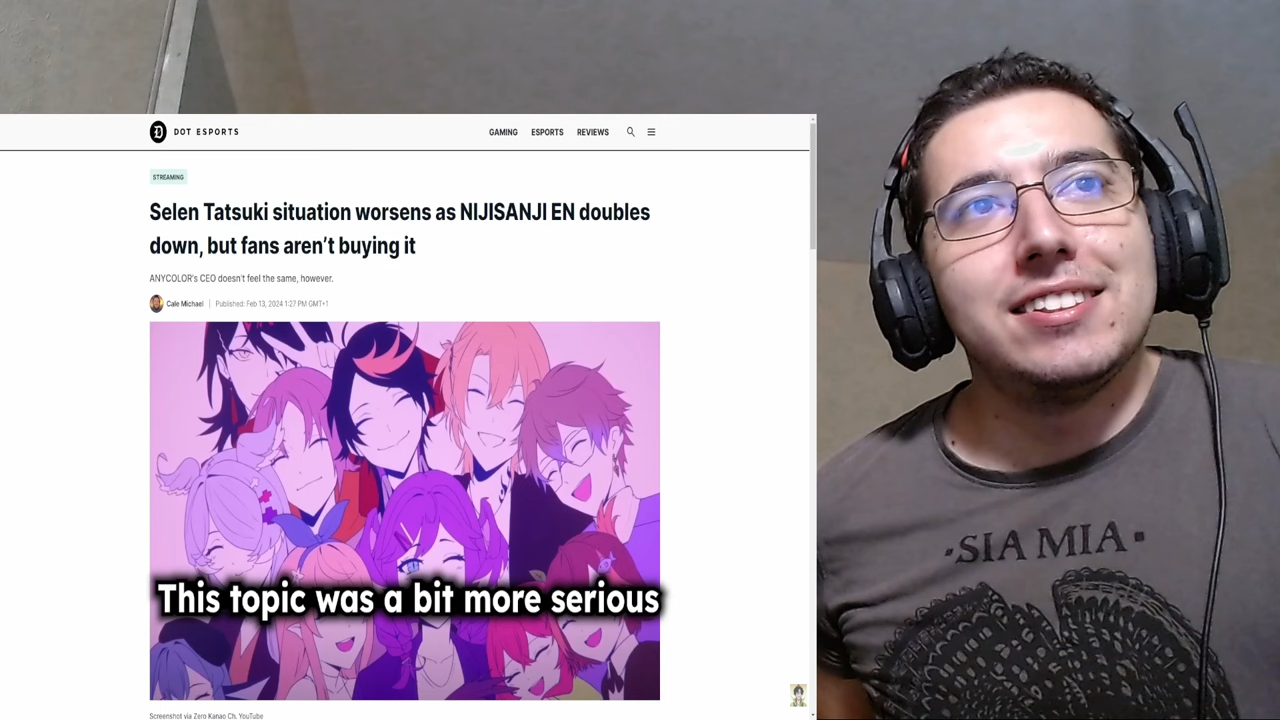 DOT ESPORTS
GAMING ESPORTS REVIEWS
STREAMING
Selen Tatsuki situation worsens as NIJISANJI EN doubles
down, but fans aren't buying it
ANYCOLOR's CEO doesn't feel the same, however.
Cale Michael | Published: Feb 13, 2024 1:27 PM GMT+1
This topic was a bit more serious
Screenshot via Zero Kanao Ch. YouTube
·SIA MIA·